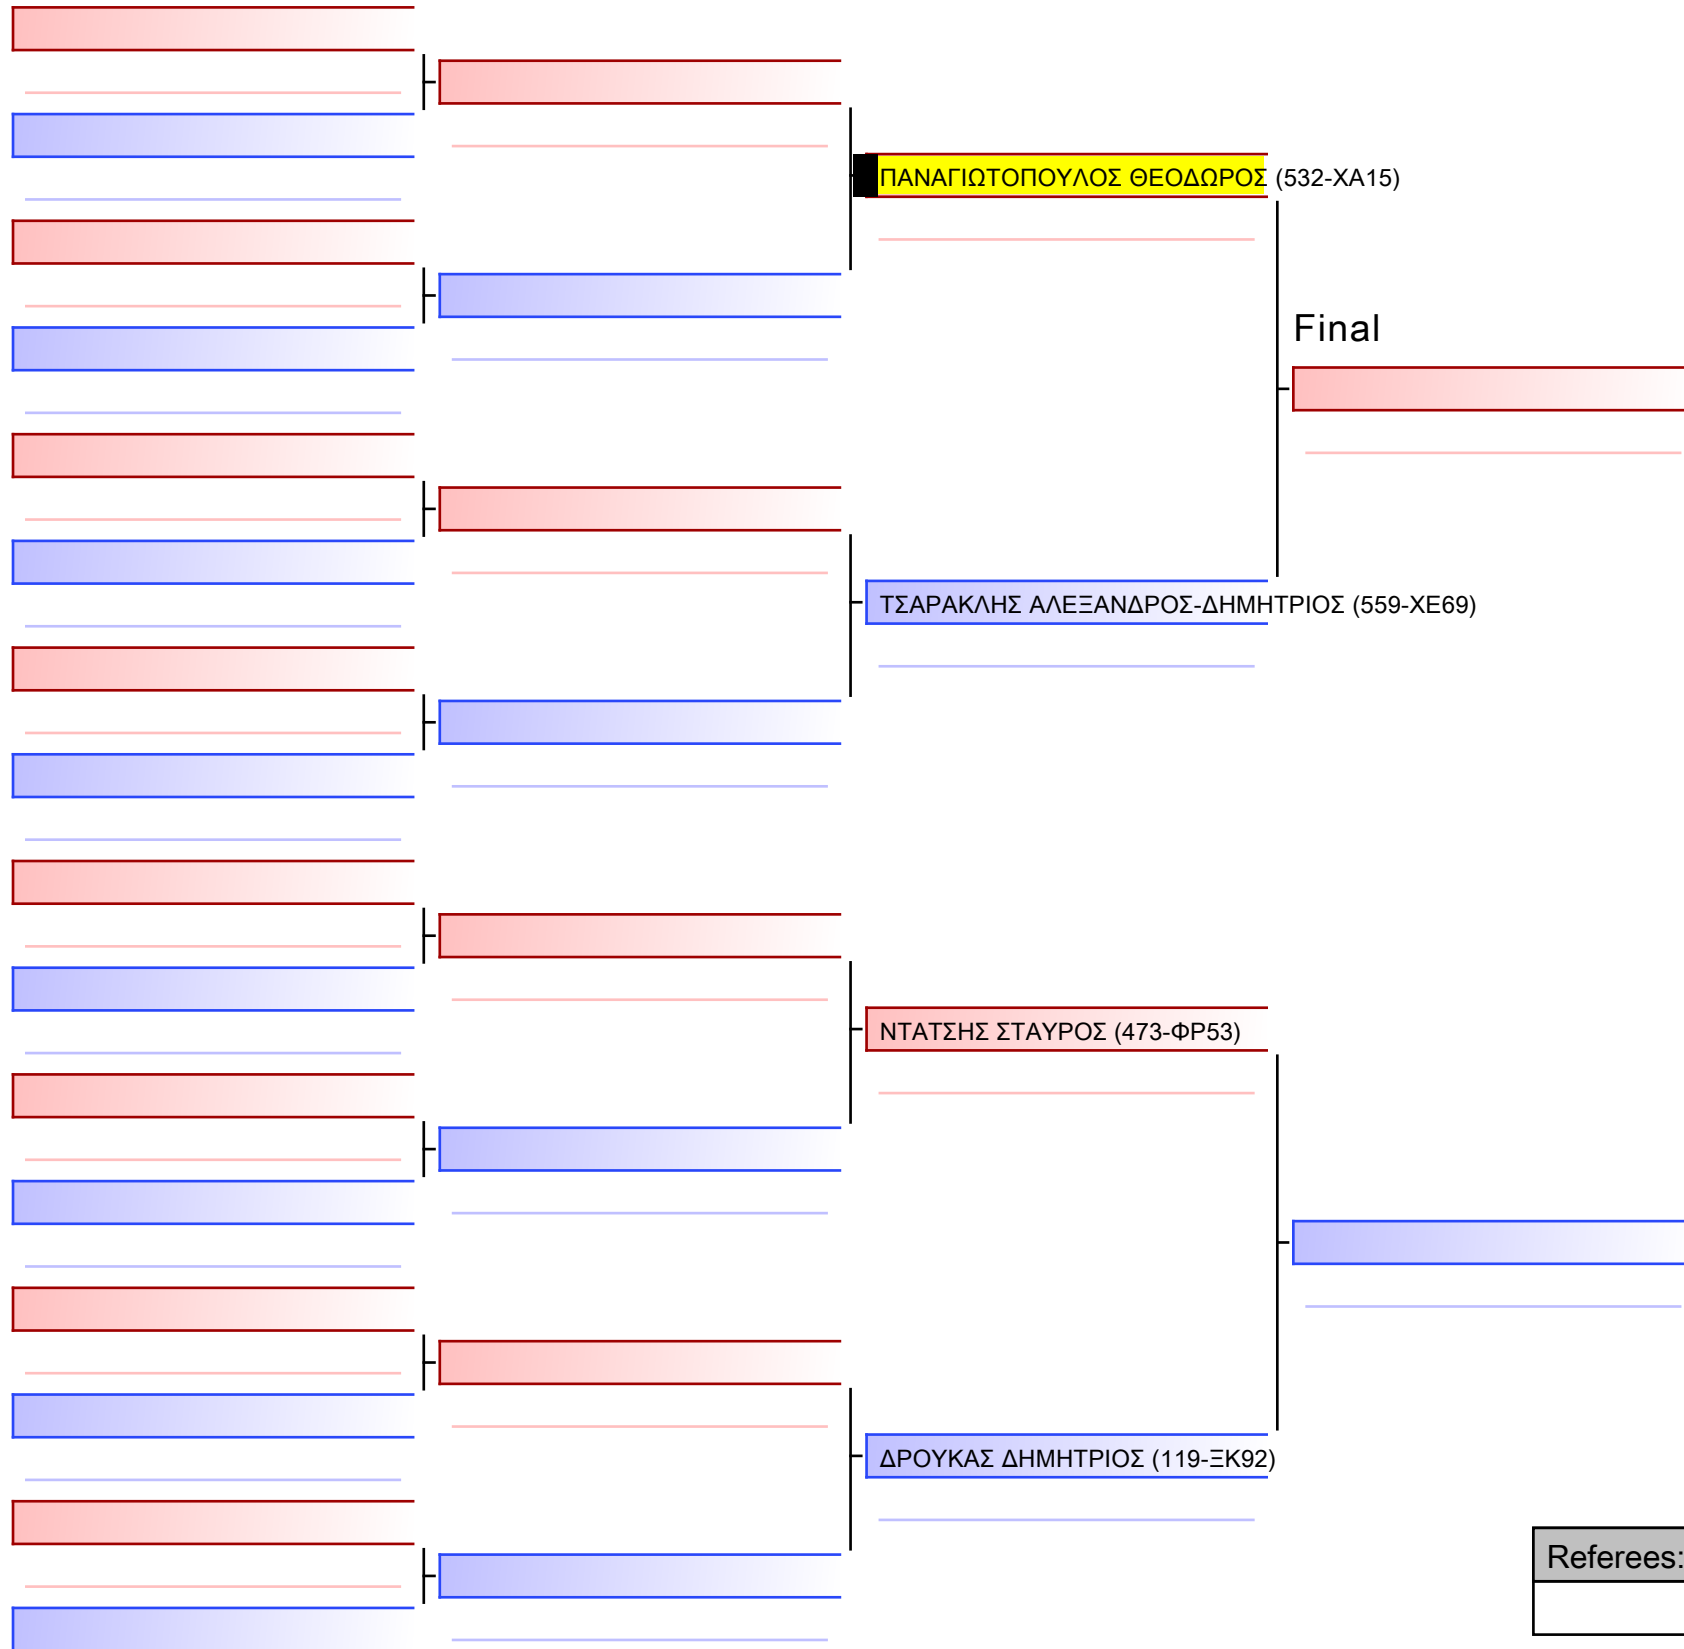 ΠΑΝΑΓΙΩΤΟΠΟΥΛΟΣ ΘΕΟΔΩΡΟΣ (532-ΧΑ15)
Final
ΤΣΑΡΑΚΛΗΣ ΑΛΕΞΑΝΔΡΟΣ-ΔΗΜΗΤΡΙΟΣ (559-ΧΕ69)
ΝΤΑΤΣΗΣ ΣΤΑΥΡΟΣ (473-ΦΡ53)
ΔΡΟΥΚΑΣ ΔΗΜΗΤΡΙΟΣ (119-ΞΚ92)
Referees: